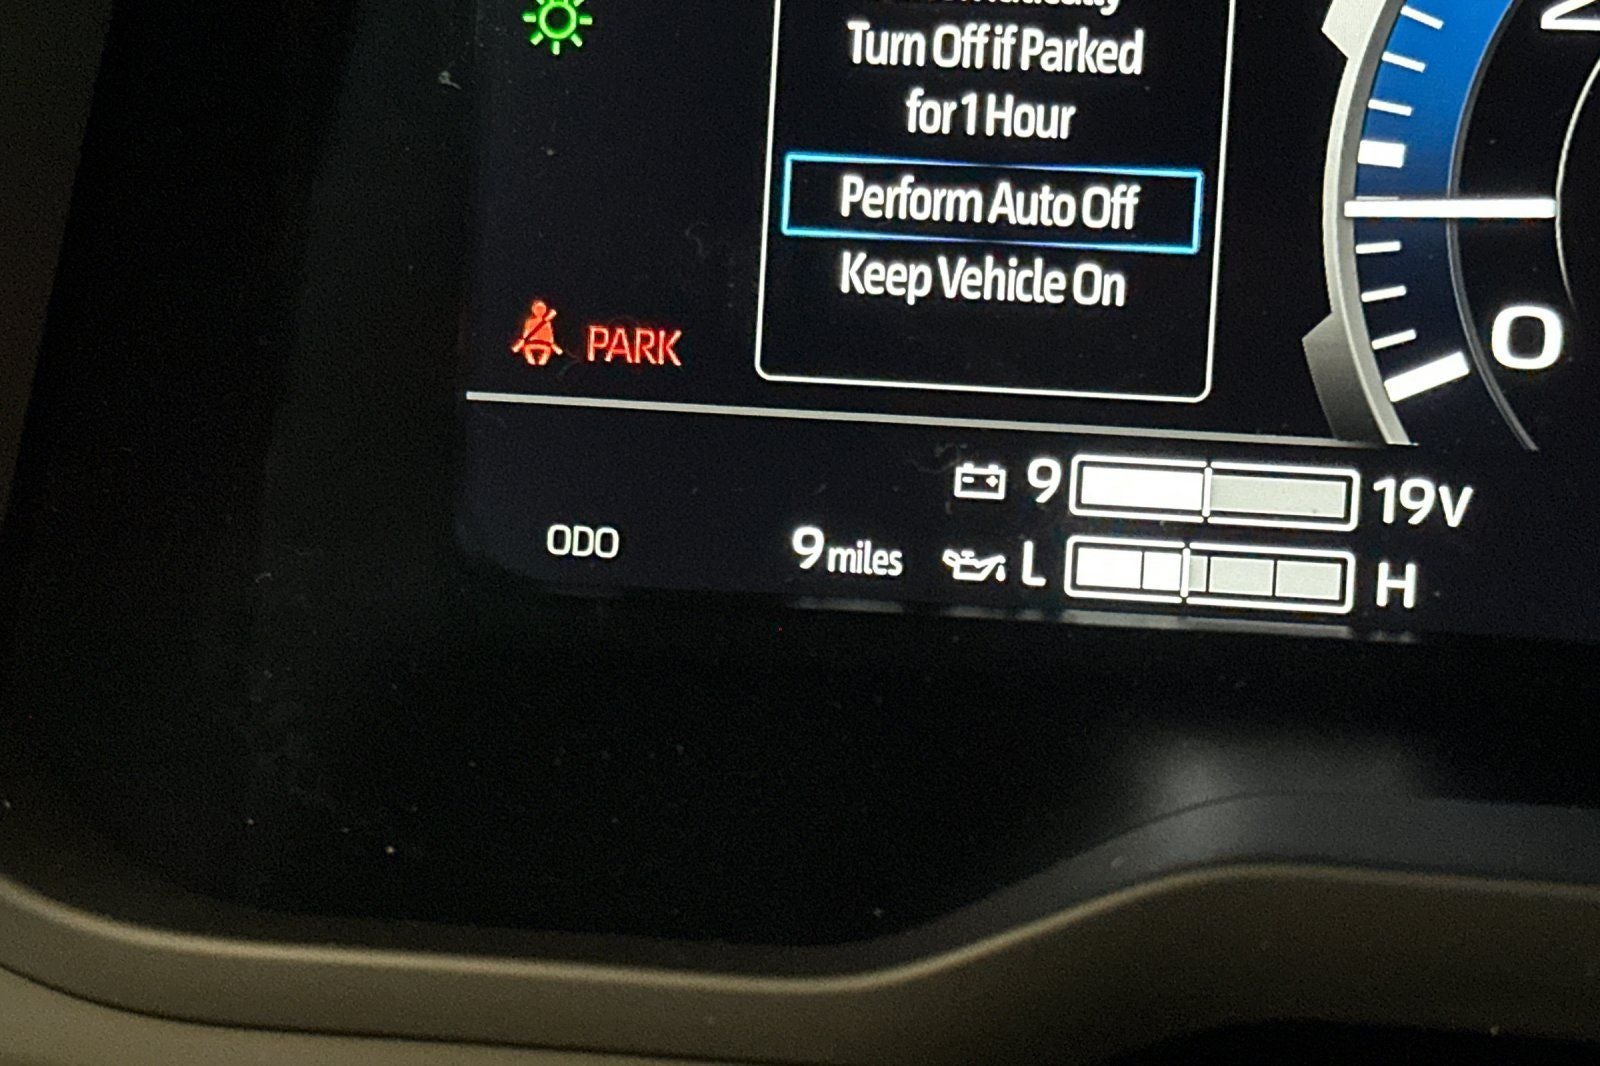 Turn Off if Parked
for 1 Hour
Perform Auto Off
Keep Vehicle On
PARK
0
9 19V
ODO 9 miles L H